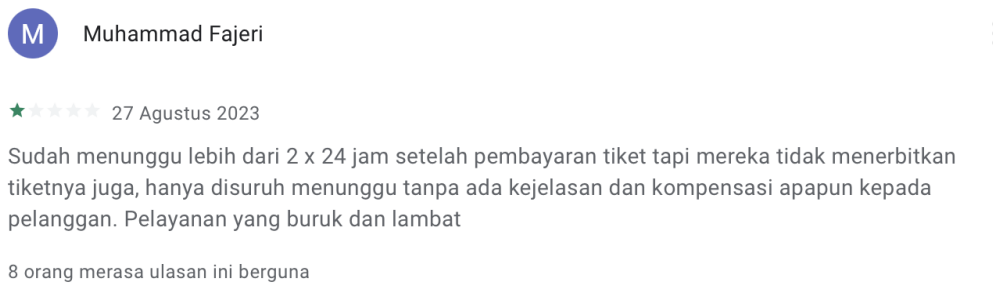 M
Muhammad Fajeri
27 Agustus 2023
Sudah menunggu lebih dari 2 x 24 jam setelah pembayaran tiket tapi mereka tidak menerbitkan
tiketnya juga, hanya disuruh menunggu tanpa ada kejelasan dan kompensasi apapun kepada
pelanggan. Pelayanan yang buruk dan lambat
8 orang merasa ulasan ini berguna